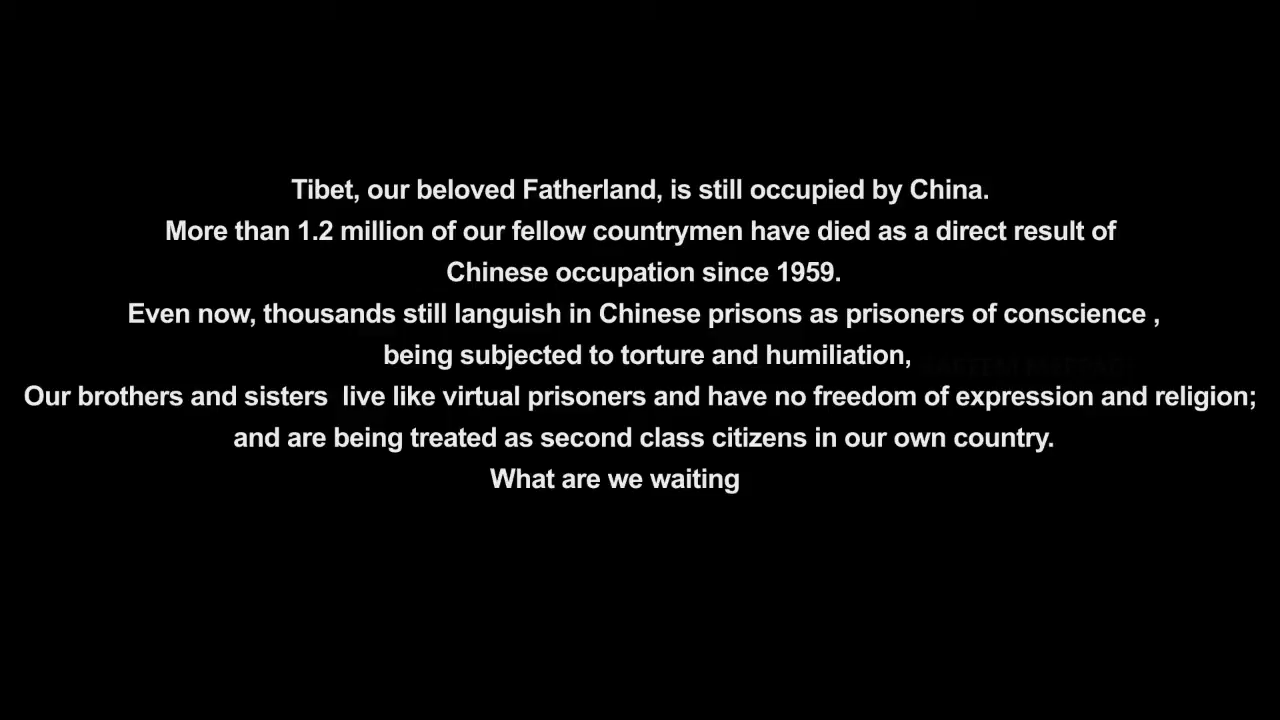 Tibet, our beloved Fatherland, is still occupied by China.
More than 1.2 million of our fellow countrymen have died as a direct result of
Chinese occupation since 1959.
Even now, thousands still languish in Chinese prisons as prisoners of conscience ,
being subjected to torture and humiliation,
Our brothers and sisters  live like virtual prisoners and have no freedom of expression and religion;
and are being treated as second class citizens in our own country.
What are we waiting